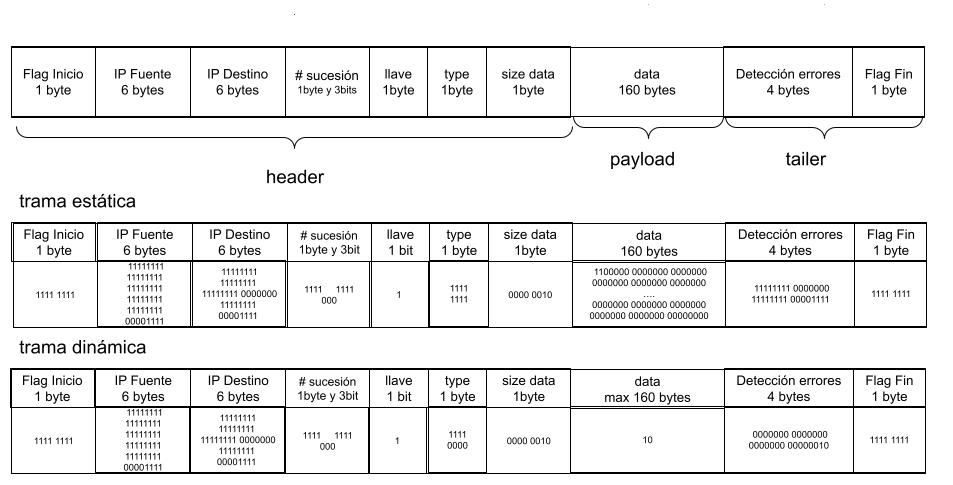 Flag Inicio
1 byte
IP Fuente
6 bytes
IP Destino
6 bytes
# sucesión
1byte y 3bits
llave
1byte
type
1byte
size data
1byte
data
160 bytes
Detección errores
4 bytes
Flag Fin
1 byte
header
payload
tailer
trama estática
Flag Inicio
1 byte
IP Fuente
6 bytes
IP Destino
6 bytes
# sucesión
1byte y 3bit
llave
1 bit
type
1 byte
size data
1byte
data
160 bytes
Detección errores
4 bytes
Flag Fin
1 byte
1111 1111
11111111
11111111
11111111
11111111
11111111
00001111
11111111
11111111
11111111 0000000
11111111
00001111
1111 1111
000
1
1111
1111
0000 0010
1100000 0000000 0000000
0000000 0000000 0000000
....
0000000 0000000 0000000
0000000 0000000 00000000
11111111 0000000
11111111 00001111
1111 1111
trama dinámica
Flag Inicio
1 byte
IP Fuente
6 bytes
IP Destino
6 bytes
# sucesión
1byte y 3bit
llave
1 bit
type
1 byte
size data
1byte
data
max 160 bytes
Detección errores
4 bytes
Flag Fin
1 byte
1111 1111
11111111
11111111
11111111
11111111
11111111
00001111
11111111
11111111
11111111 0000000
11111111
00001111
1111 1111
000
1
1111
0000
0000 0010
10
0000000 0000000
0000000 00000010
1111 1111